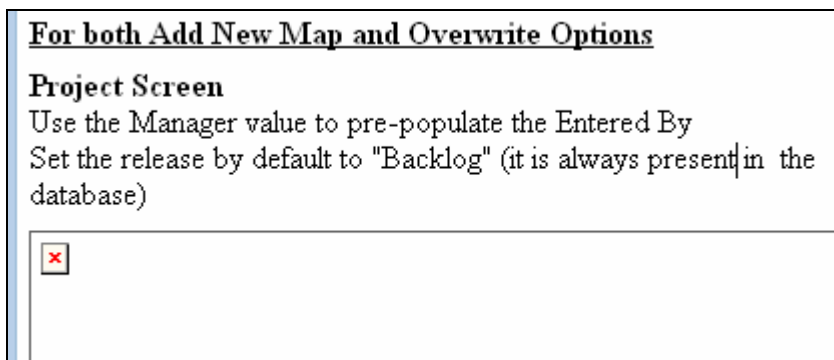 For both Add New Map and Overwrite Options
Project Screen
Use the Manager value to pre-populate the Entered By
Set the release by default to "Backlog" (it is always present in the
database)